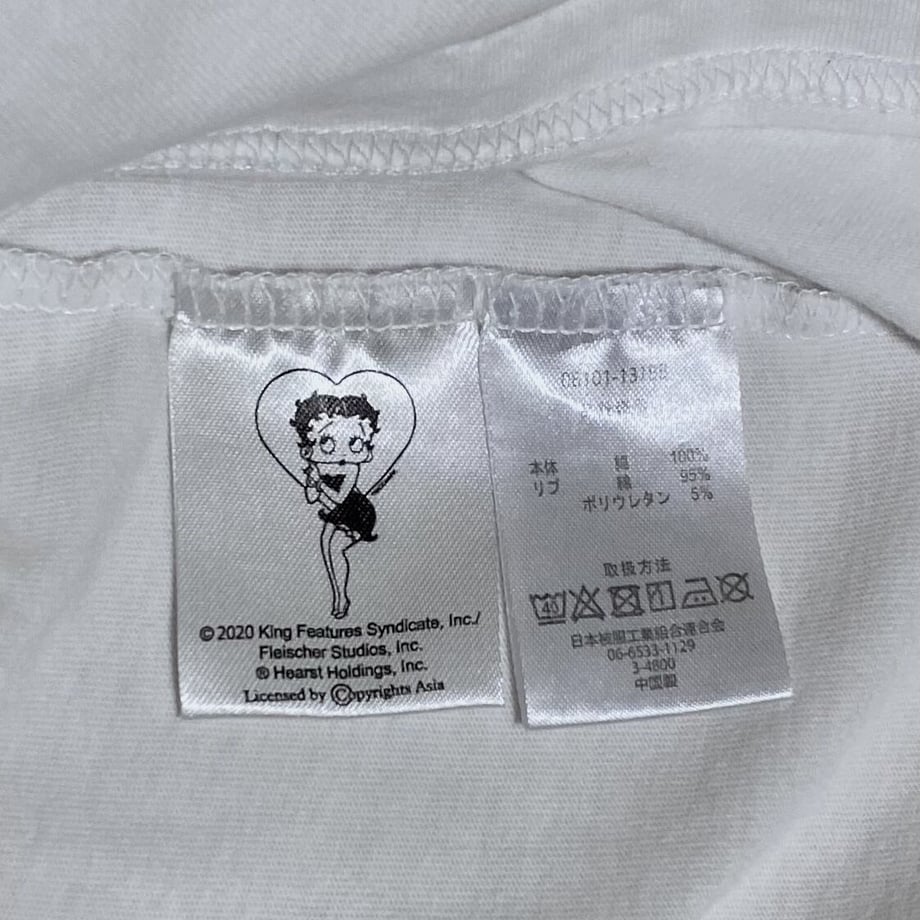 © 2020 King Features Syndicate, Inc./
Fleischer Studios, Inc.
® Hearst Holdings, Inc.
Licensed by Ⓒopyrights Asia
本体 綿 100%
リブ 綿 95%
ポリウレタン 5%
取扱方法
40
日本被服工業組合連合会
06-6533-1129
3-4800
中国製